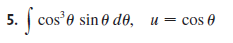 5. ∫ cos³θ sin θ dθ, u = cos θ